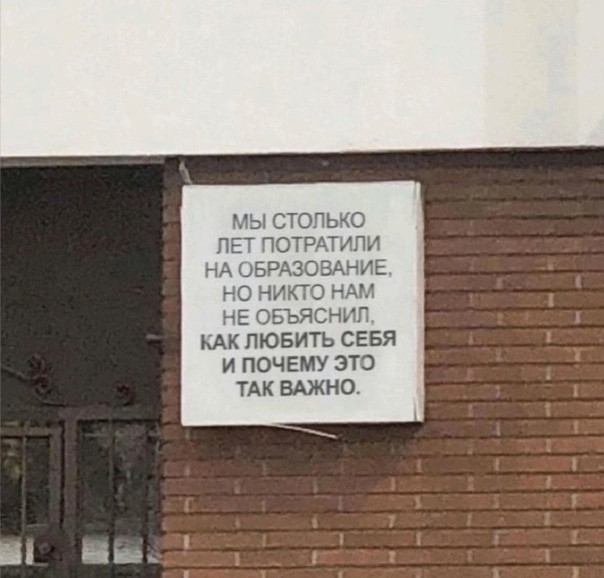 МЫ СТОЛЬКО
ЛЕТ ПОТРАТИЛИ
НА ОБРАЗОВАНИЕ,
НО НИКТО НАМ
НЕ ОБЪЯСНИЛ,
КАК ЛЮБИТЬ СЕБЯ
И ПОЧЕМУ ЭТО
ТАК ВАЖНО.